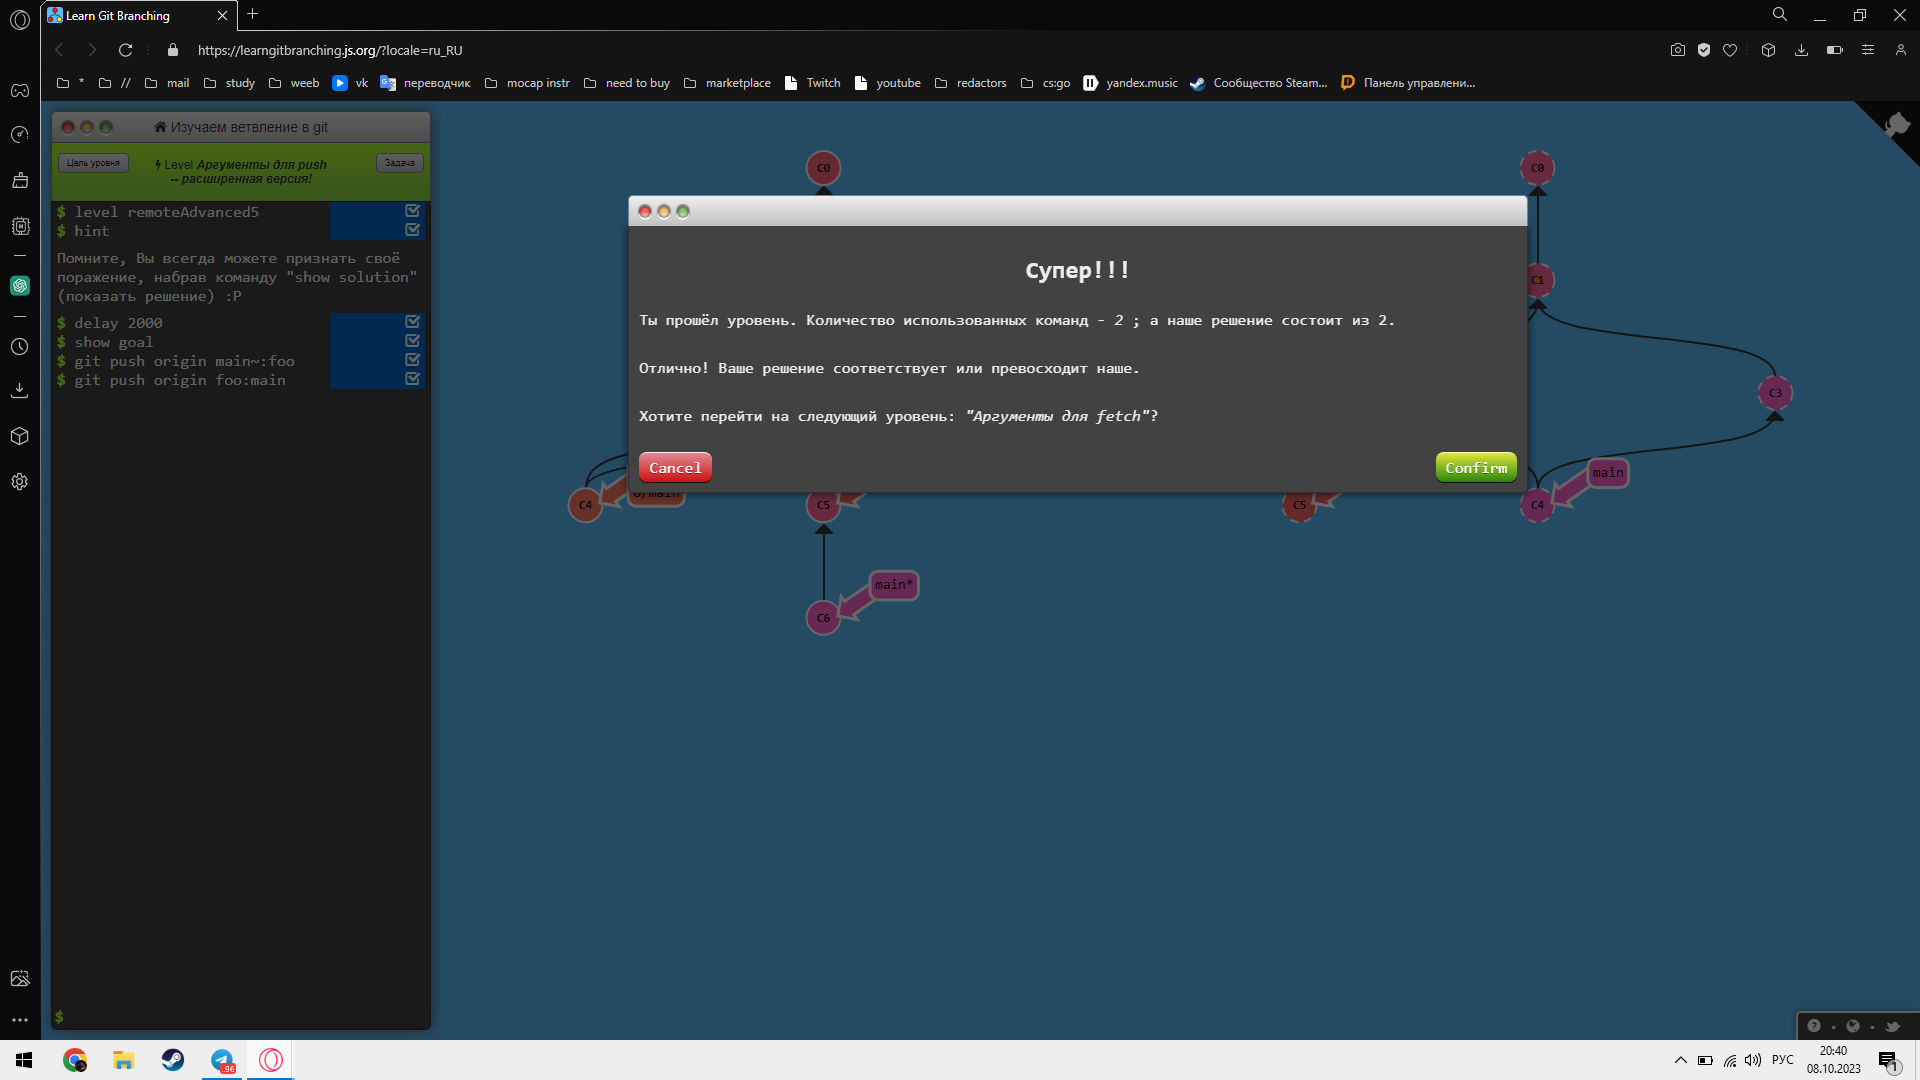 Learn Git Branching
https://learngitbranching.js.org/?locale=ru_RU
*
//
mail
study
weeb
vk
переводчик
mocap instr
need to buy
marketplace
Twitch
youtube
redactors
cs:go
yandex.music
Сообщество Steam...
Панель управлени...
Изучаем ветвление в git
Цель уровня
Level Аргументы для push
-- расширенная версия!
Задача
$ level remoteAdvanced5
$ hint
Помните, Вы всегда можете признать своё
поражение, набрав команду "show solution"
(показать решение) :P
$ delay 2000
$ show goal
$ git push origin main~:foo
$ git push origin foo:main
$
C0
C0
Супер!!!
Ты прошёл уровень. Количество использованных команд - 2 ; а наше решение состоит из 2.
Отлично! Ваше решение соответствует или превосходит наше.
Хотите перейти на следующий уровень: "Аргументы для fetch"?
Cancel
Confirm
C1
C3
main
C4
o/main
C5
C5
C4
main*
C6
96
РУС
20:40
08.10.2023
1